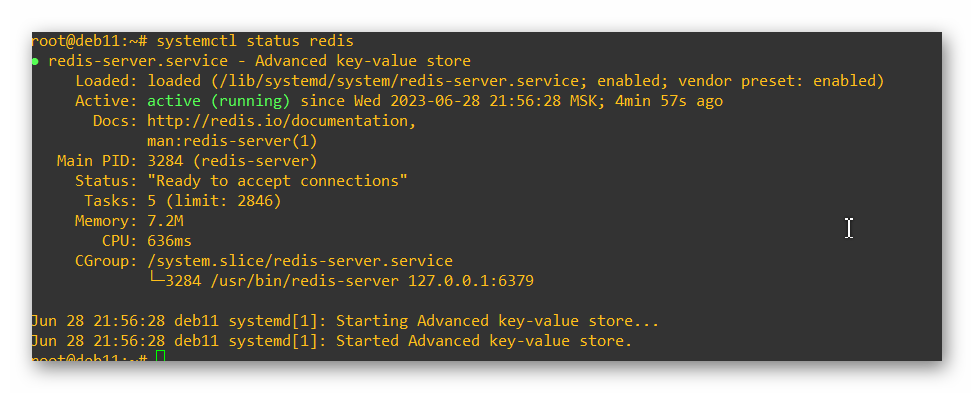 root@deb11:~# systemctl status redis
● redis-server.service - Advanced key-value store
     Loaded: loaded (/lib/systemd/system/redis-server.service; enabled; vendor preset: enabled)
     Active: active (running) since Wed 2023-06-28 21:56:28 MSK; 4min 57s ago
       Docs: http://redis.io/documentation,
             man:redis-server(1)
   Main PID: 3284 (redis-server)
     Status: "Ready to accept connections"
      Tasks: 5 (limit: 2846)
     Memory: 7.2M
        CPU: 636ms
     CGroup: /system.slice/redis-server.service
             └─3284 /usr/bin/redis-server 127.0.0.1:6379

Jun 28 21:56:28 deb11 systemd[1]: Starting Advanced key-value store...
Jun 28 21:56:28 deb11 systemd[1]: Started Advanced key-value store.
root@deb11:~#